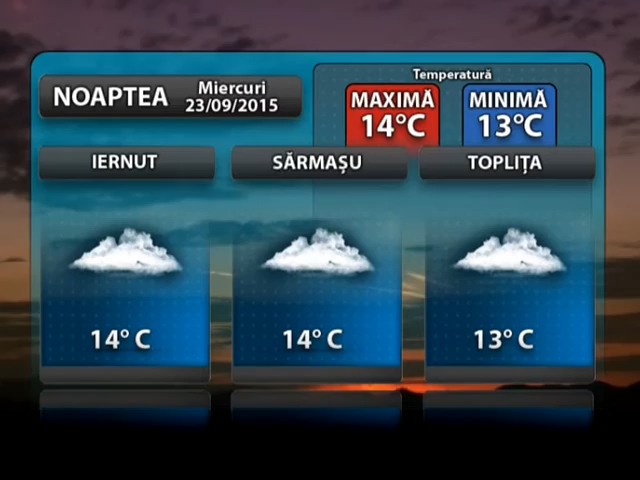 NOAPTEA
Miercuri
23/09/2015
Temperatură
MAXIMĂ
14°C
MINIMĂ
13°C
IERNUT
SĂRMAȘU
TOPLIȚA
14° C
14° C
13° C